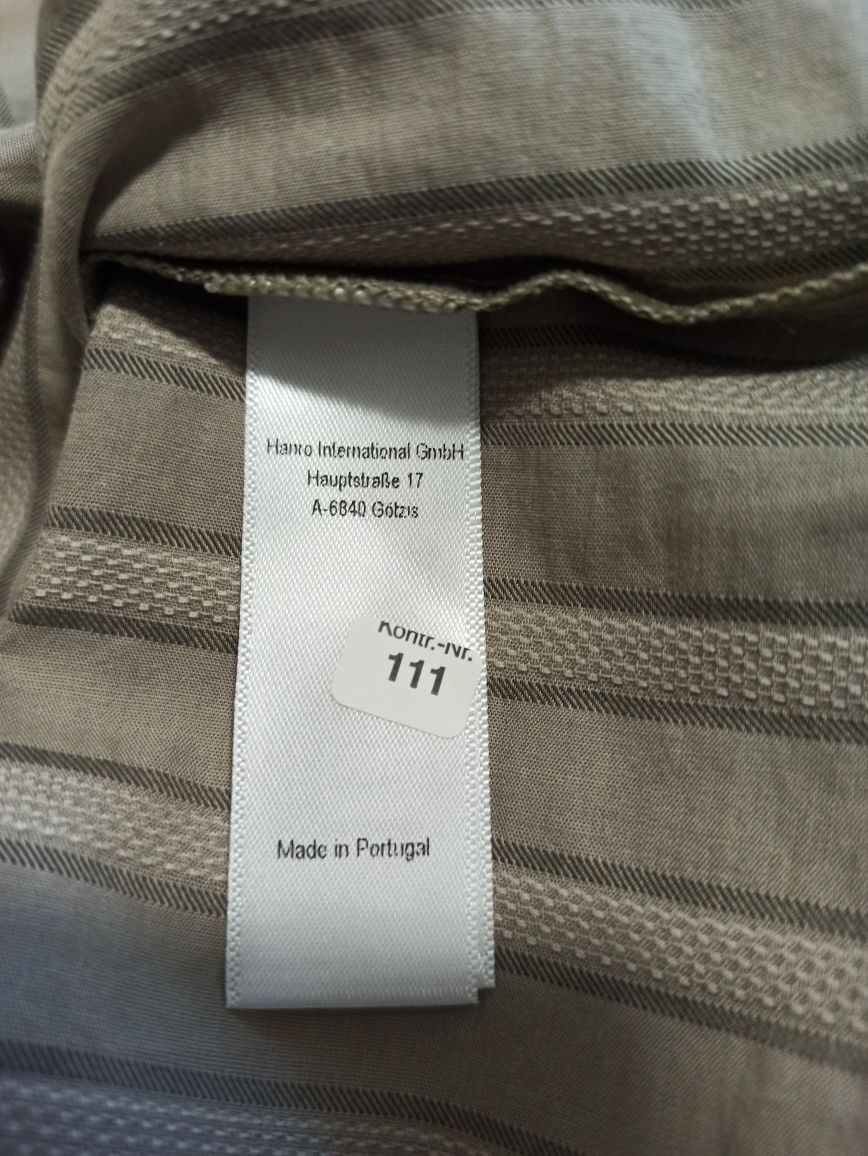 Hanro International GmbH
Hauptstraße 17
A-6840 Götzis
Kontr.-Nr.
111
Made in Portugal